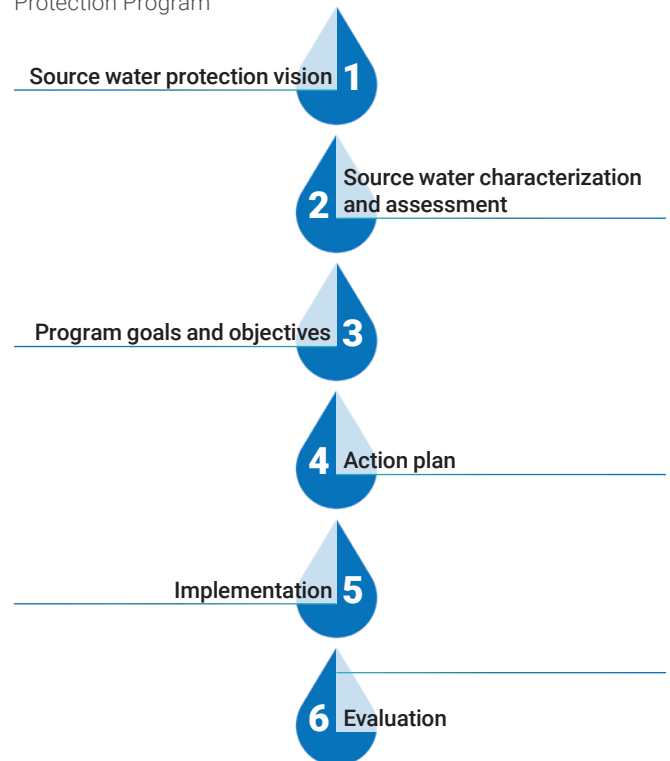 Protection Program
Source water protection vision
1
2
Source water characterization
and assessment
Program goals and objectives
3
4
Action plan
Implementation
5
6
Evaluation